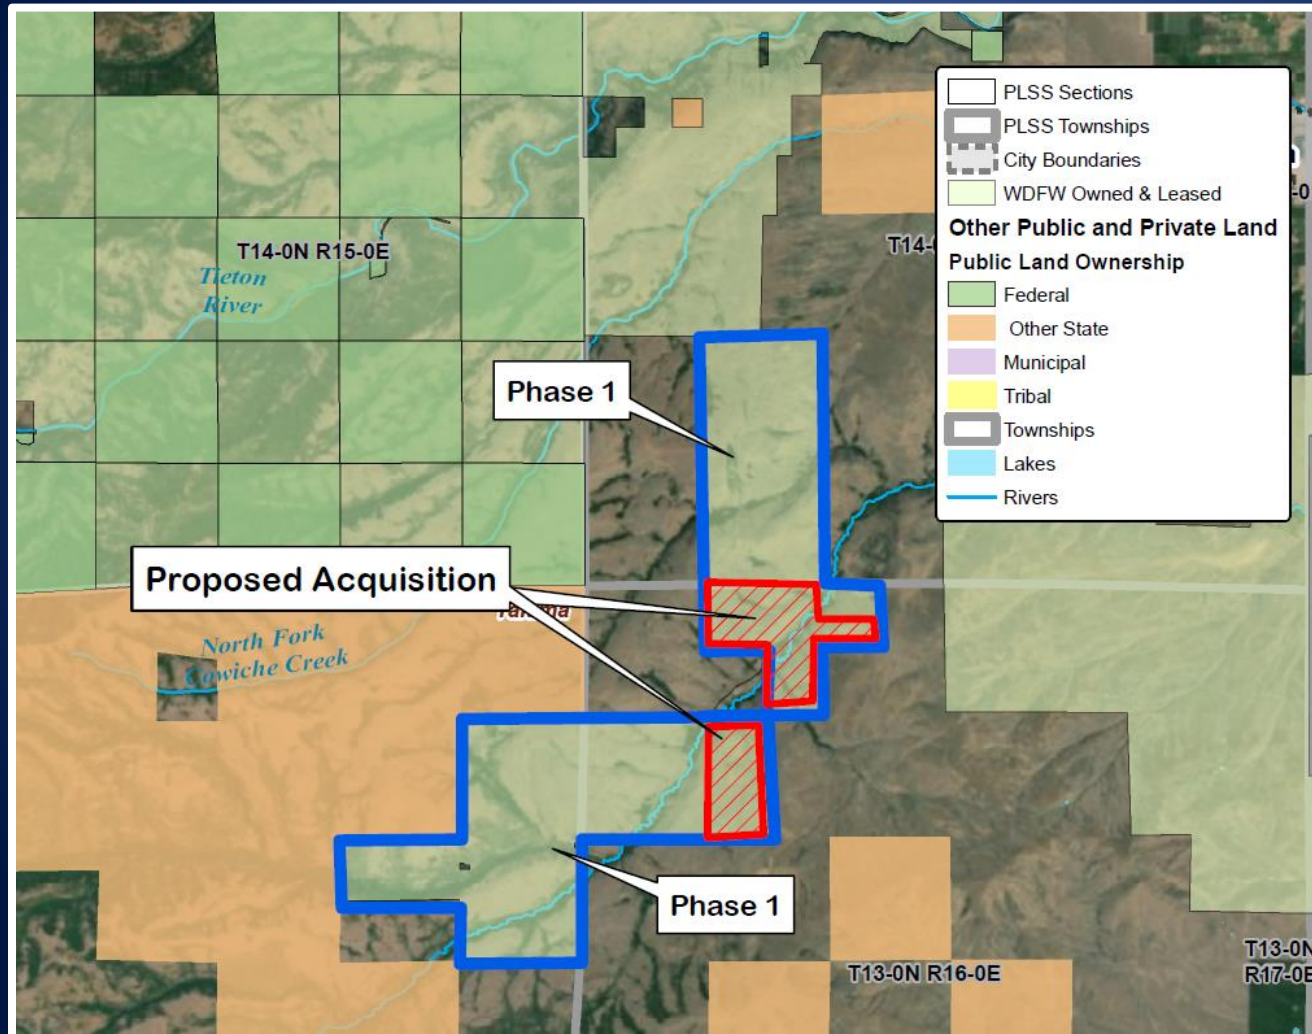 PLSS Sections
PLSS Townships
City Boundaries
WDFW Owned & Leased
Other Public and Private Land
Public Land Ownership
Federal
Other State
Municipal
Tribal
Townships
Lakes
Rivers
T14-0N R15-0E
T14-0
Tieton
River
Phase 1
Proposed Acquisition
North Fork
Cowiche Creek
Phase 1
T13-0N R16-0E
T13-0N
R17-0E